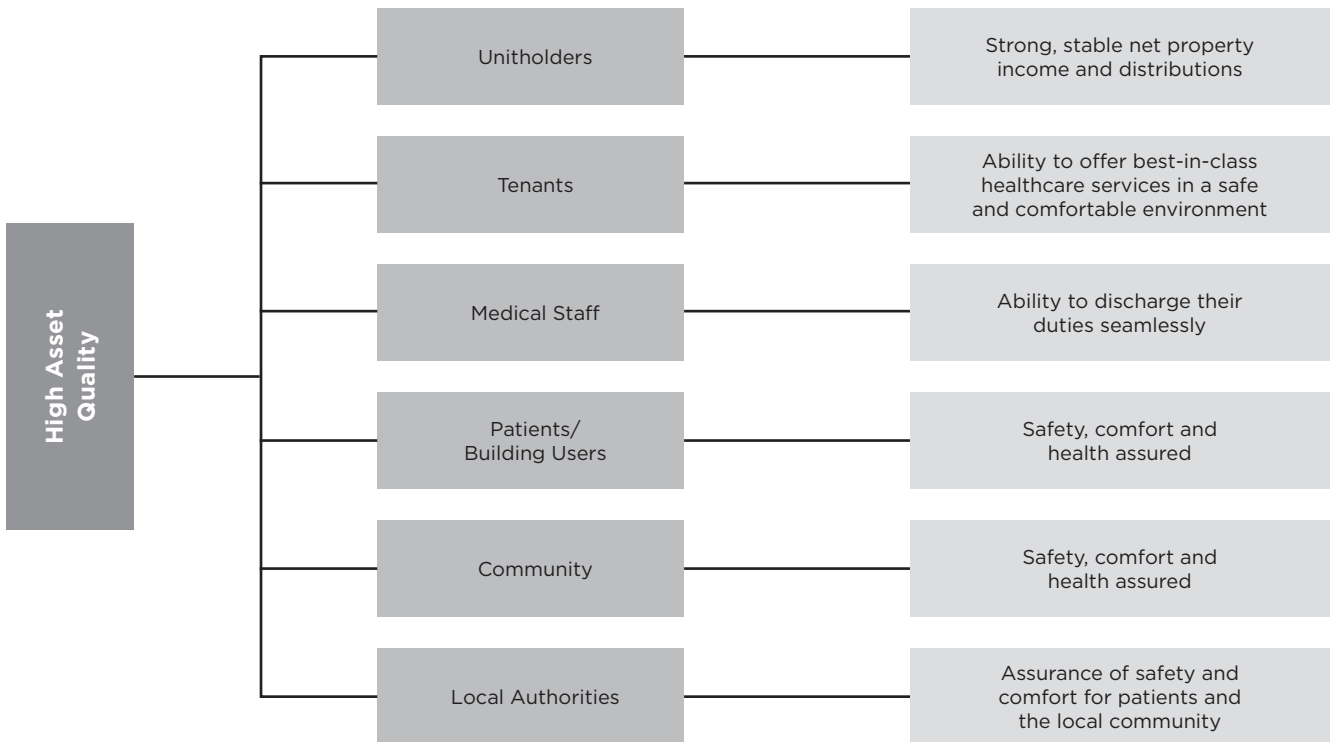 High Asset
Quality
Unitholders
Strong, stable net property
income and distributions
Tenants
Ability to offer best-in-class
healthcare services in a safe
and comfortable environment
Medical Staff
Ability to discharge their
duties seamlessly
Patients/
Building Users
Safety, comfort and
health assured
Community
Safety, comfort and
health assured
Local Authorities
Assurance of safety and
comfort for patients and
the local community